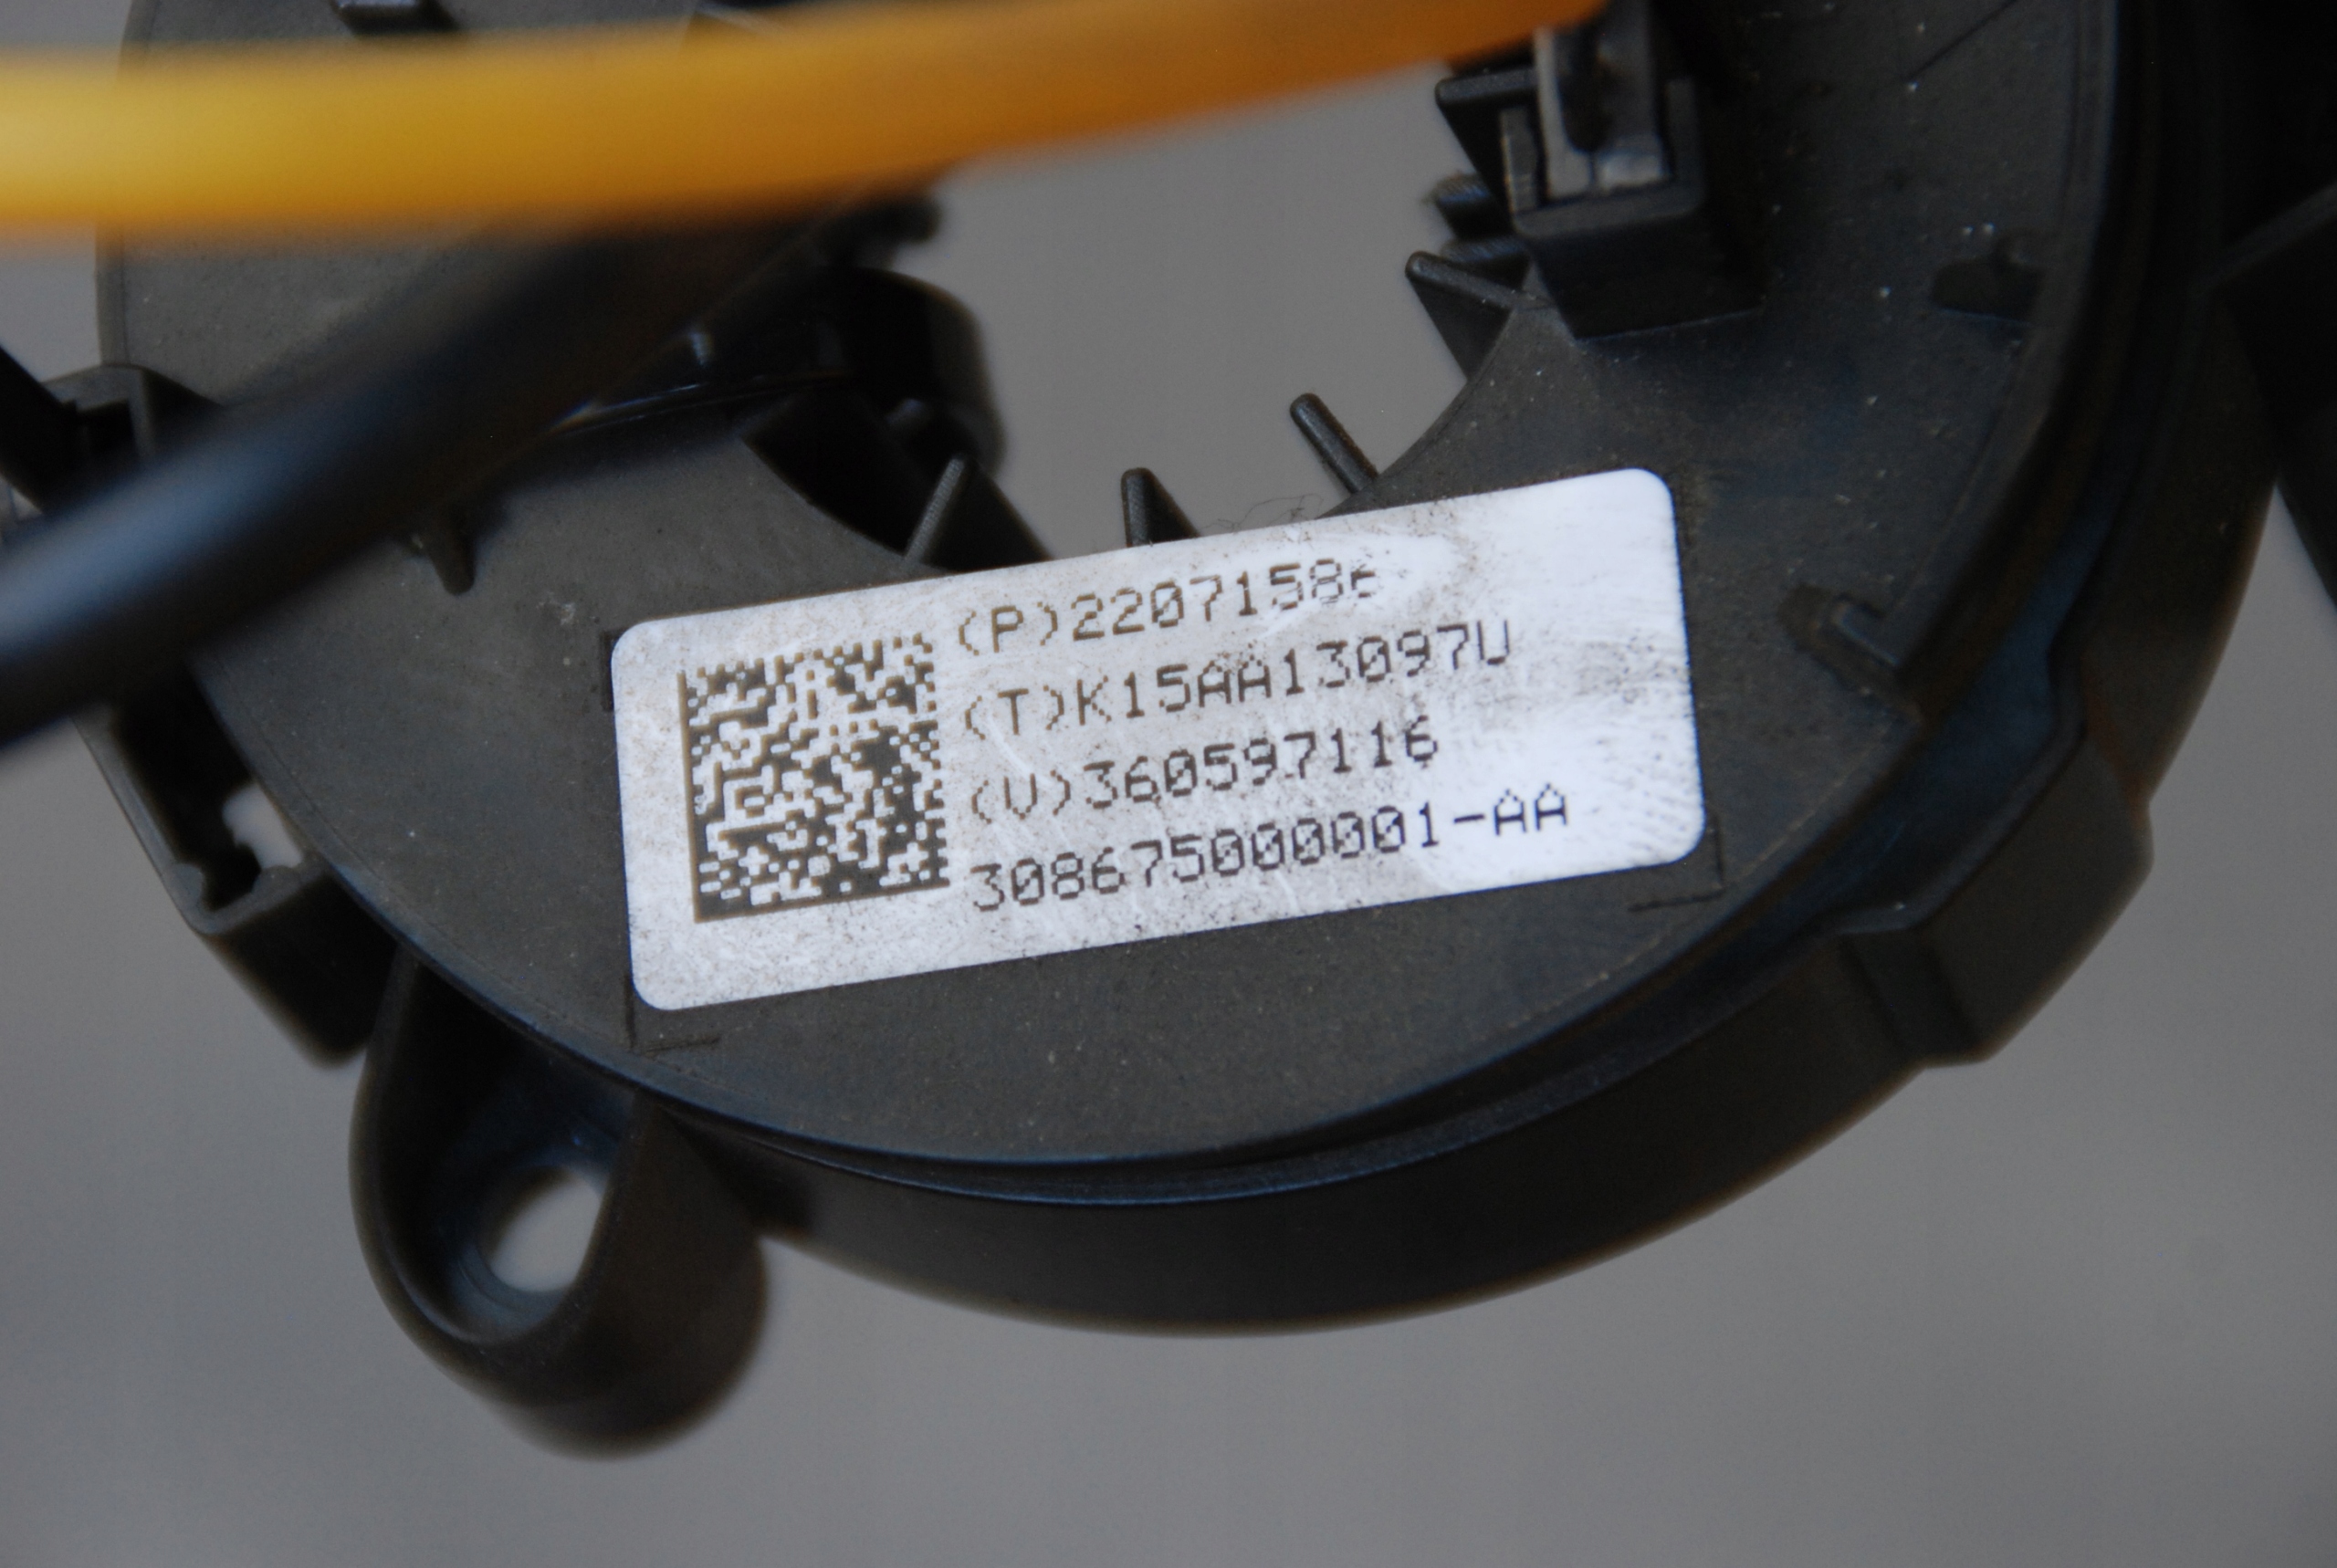 (P)22071586
(T)K15AA13097U
(V)360597116
308675000001-AA